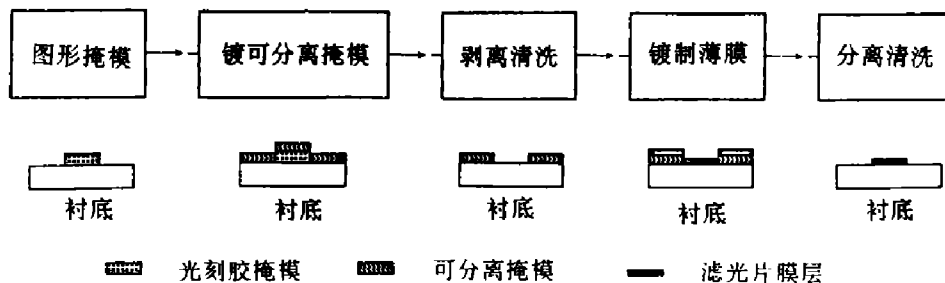 图形掩模 镀可分离掩模 剥离清洗 镀制薄膜 分离清洗
衬底 衬底 衬底 衬底 衬底
光刻胶掩模 可分离掩模 滤光片膜层